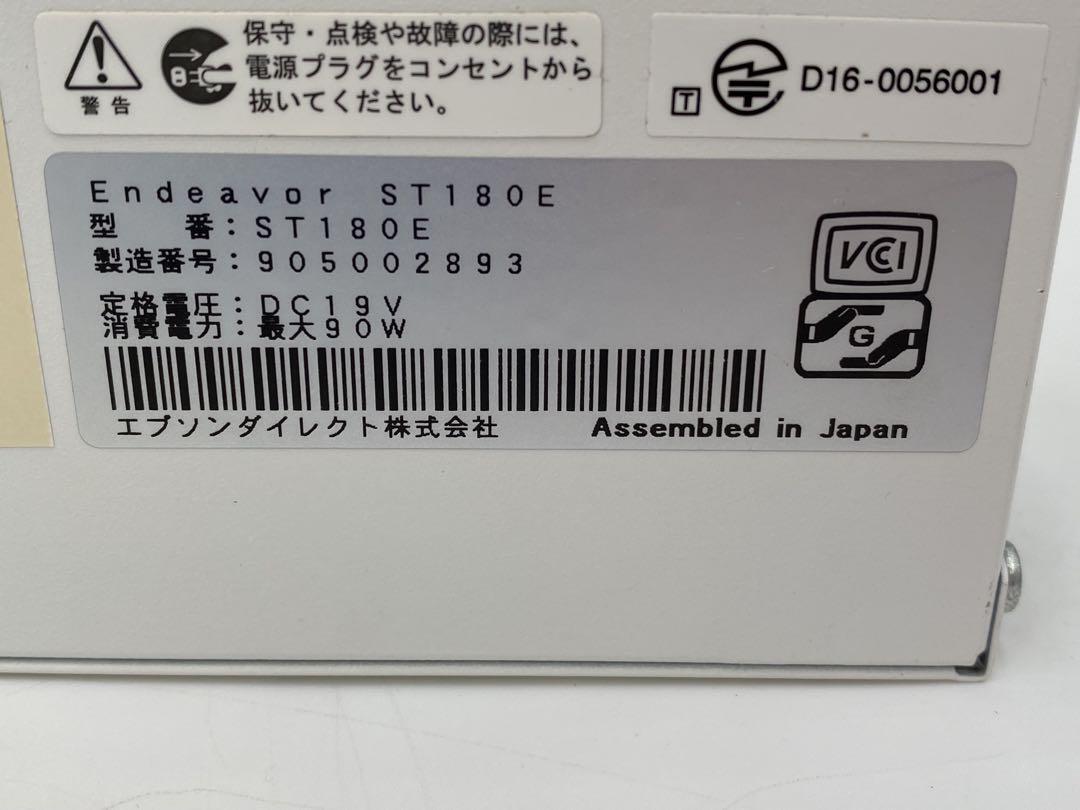 保守・点検や故障の際には、
電源プラグをコンセントから
抜いてください。
警告
T D16-0056001
Endeavor ST180E
型　番：ST180E
製造番号：905002893
定格電圧：DC19V
消費電力：最大90W
VCCI
G
エプソンダイレクト株式会社 Assembled in Japan